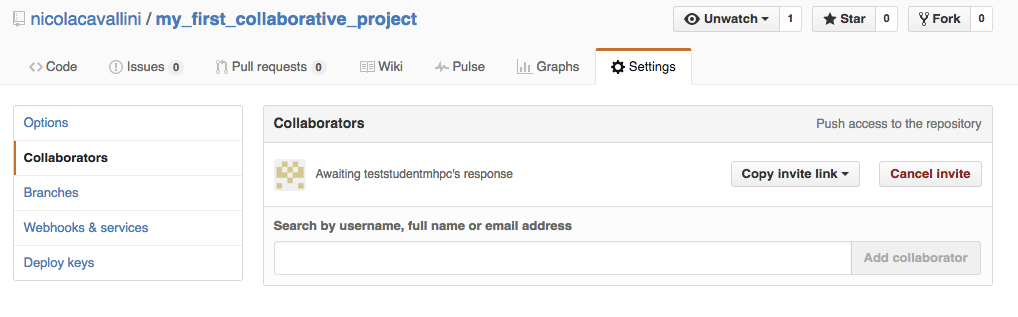 nicolacavallini / my_first_collaborative_project
Unwatch 1 Star 0 Fork 0
Code Issues 0 Pull requests 0 Wiki Pulse Graphs Settings
Options
Collaborators
Branches
Webhooks & services
Deploy keys
Collaborators Push access to the repository
Awaiting teststudentmhpc's response Copy invite link Cancel invite
Search by username, full name or email address
Add collaborator